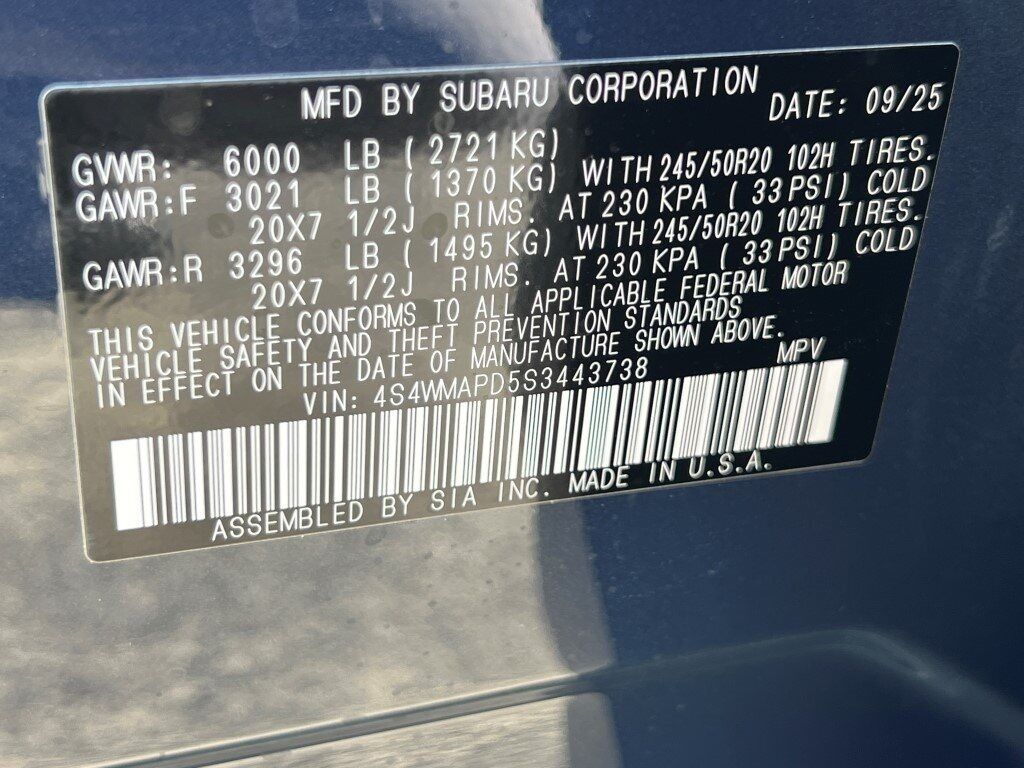 MFD BY SUBARU CORPORATION DATE: 09/25
GVWR: 6000 LB ( 2721 KG)
GAWR:F 3021 LB ( 1370 KG) WITH 245/50R20 102H TIRES.
20X7 1/2J RIMS. AT 230 KPA ( 33 PSI) COLD
GAWR:R 3296 LB ( 1495 KG) WITH 245/50R20 102H TIRES.
20X7 1/2J RIMS. AT 230 KPA ( 33 PSI) COLD
THIS VEHICLE CONFORMS TO ALL APPLICABLE FEDERAL MOTOR
VEHICLE SAFETY AND THEFT PREVENTION STANDARDS
IN EFFECT ON THE DATE OF MANUFACTURE SHOWN ABOVE.
VIN: 4S4WMAPD5S3443738 MPV
ASSEMBLED BY SIA INC. MADE IN U.S.A.